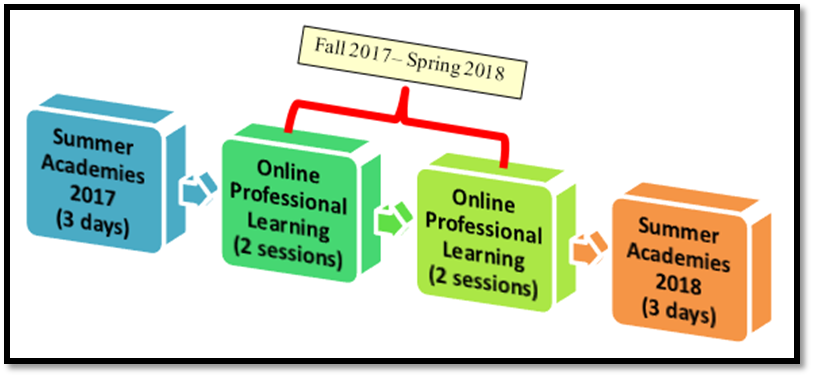 Fall 2017– Spring 2018
Summer
Academies
2017
(3 days)
Online
Professional
Learning
(2 sessions)
Online
Professional
Learning
(2 sessions)
Summer
Academies
2018
(3 days)